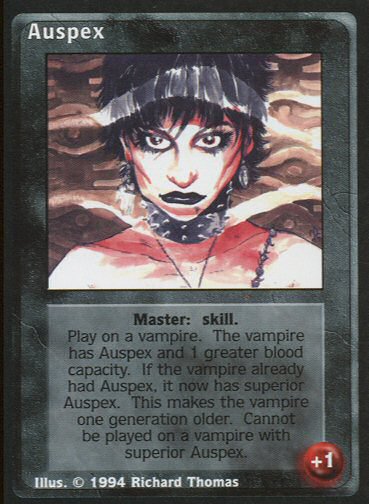 Auspex
Master: skill.
Play on a vampire. The vampire
has Auspex and 1 greater blood
capacity. If the vampire already
had Auspex, it now has superior
Auspex. This makes the vampire
one generation older. Cannot
be played on a vampire with
superior Auspex.
+1
Illus. © 1994 Richard Thomas